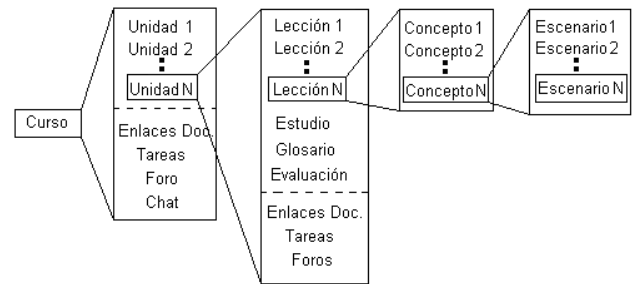 Curso
Unidad 1
Unidad 2
Unidad N
Enlaces Doc.
Tareas
Foro
Chat
Lección 1
Lección 2
Lección N
Estudio
Glosario
Evaluación
Enlaces Doc.
Tareas
Foros
Concepto 1
Concepto 2
Concepto N
Escenario 1
Escenario 2
Escenario N